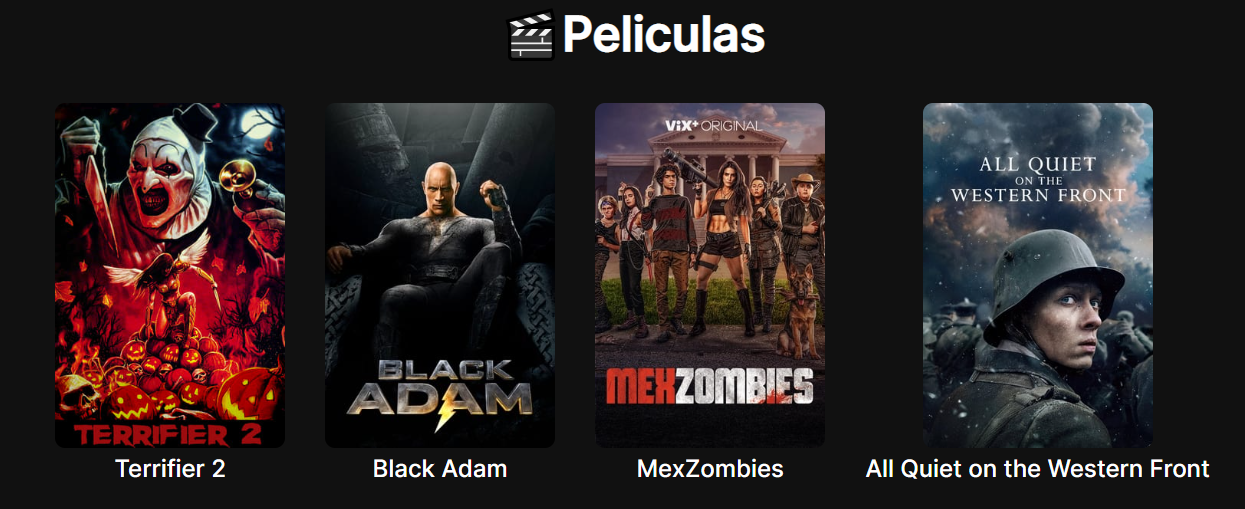 Peliculas
ViX+ ORIGINAL
ALL QUIET
ON THE
WESTERN FRONT
BLACK
ADAM
MEXZOMBIES
TERRIFIER 2
Terrifier 2
Black Adam
MexZombies
All Quiet on the Western Front